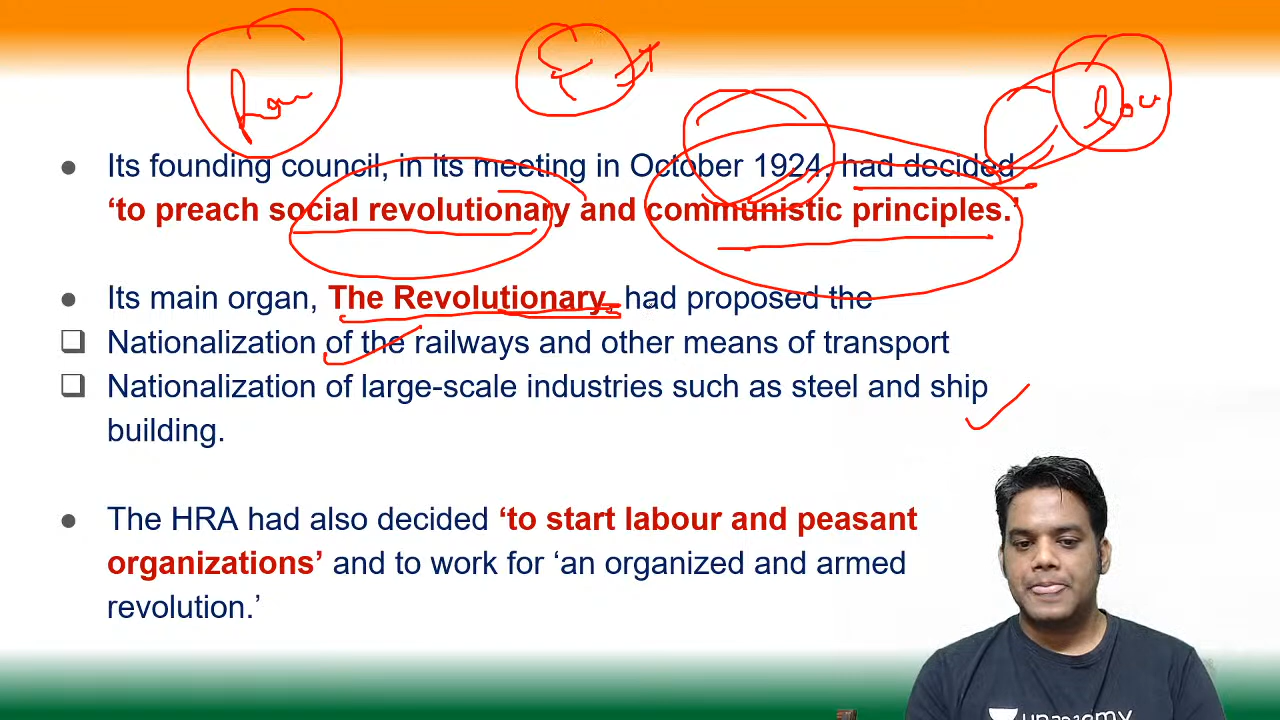 ● Its founding council, in its meeting in October 1924, had decided
‘to preach social revolutionary and communistic principles.’
● Its main organ, The Revolutionary, had proposed the
❑ Nationalization of the railways and other means of transport
❑ Nationalization of large-scale industries such as steel and ship
building.
● The HRA had also decided ‘to start labour and peasant
organizations’ and to work for ‘an organized and armed
revolution.’